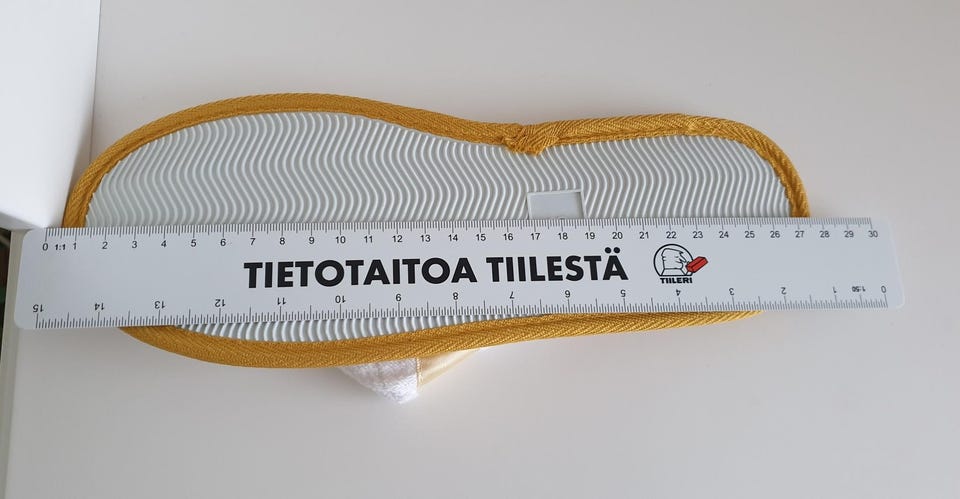 0 1:1 1 2 3 4 5 6 7 8 9 10 11 12 13 14 15 16 17 18 19 20 21 22 23 24 25 26 27 28 29 30
TIETOTAITOA TIILESTÄ
TIILERI
15 14 13 12 11 10 9 8 7 6 5 4 3 2 1 1:50 0